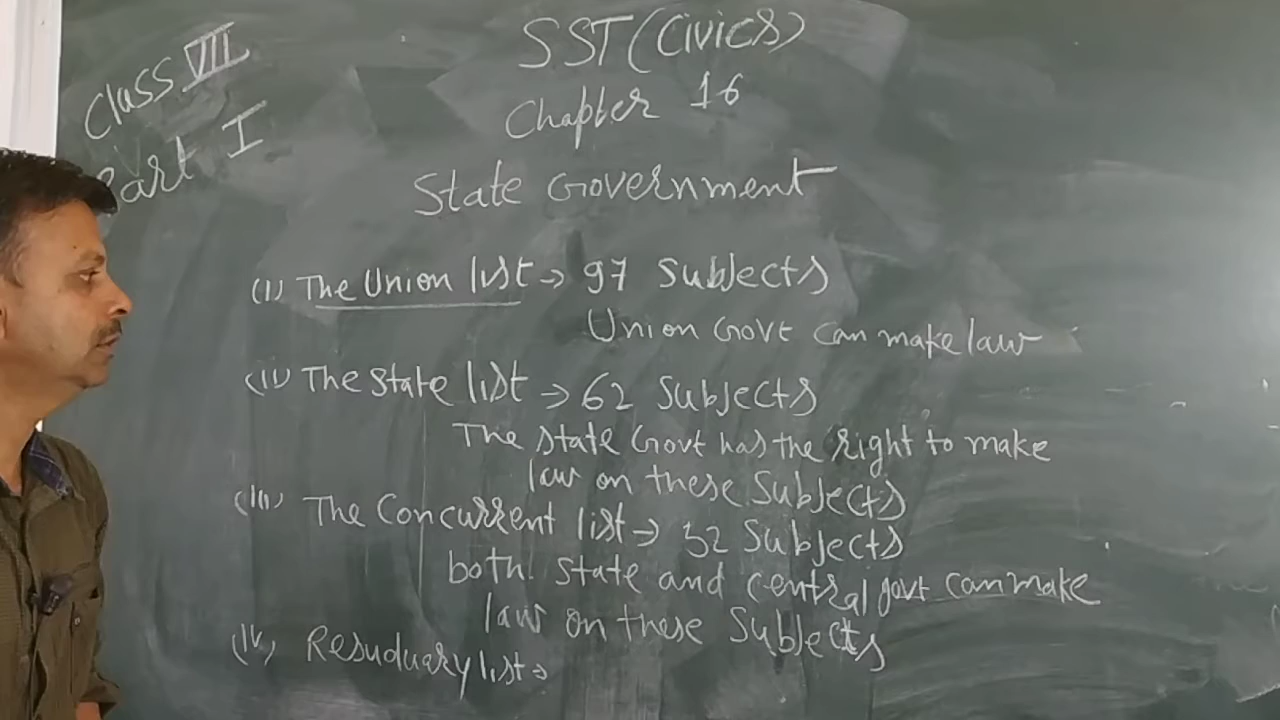 Class VII
Part I
SST (Civics)
Chapter 16
State Government
(I) The Union list → 97 Subjects
Union Govt can make law
(II) The State list → 62 Subjects
The state Govt has the right to make
law on these Subjects
(III) The Concurrent list → 52 Subjects
both state and central govt can make
law on these Subjects
(IV) Resuduary list →